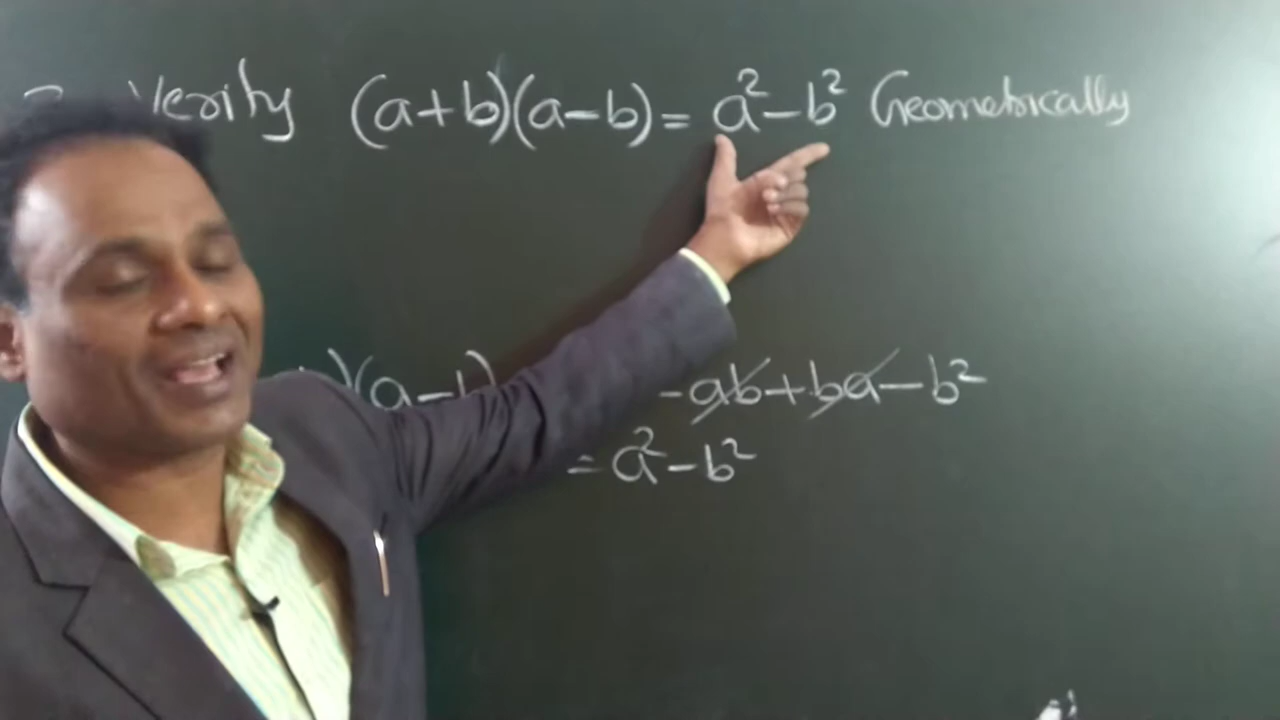 Verify (a+b)(a-b) = a² - b² Geometrically
)(a - - ab + ba - b²
= a² - b²